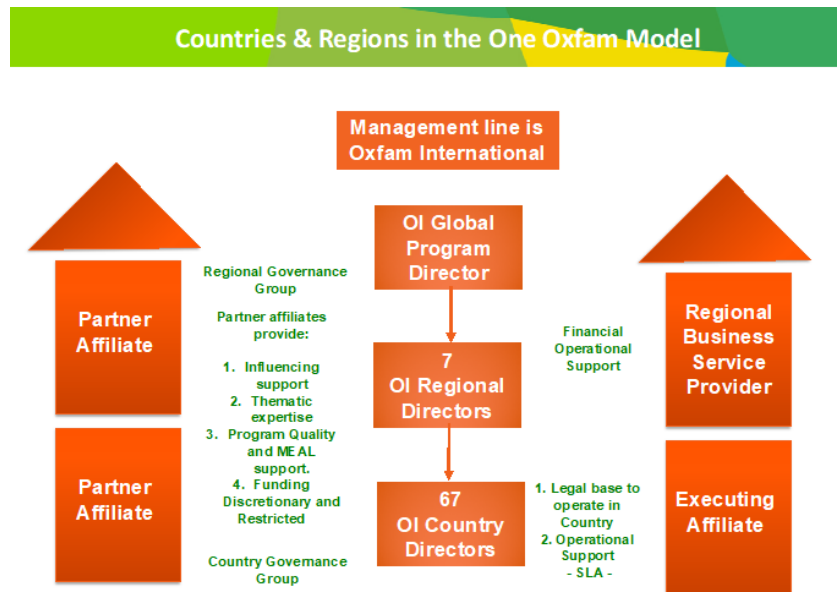 Countries & Regions in the One Oxfam Model
Management line is
Oxfam International
Partner
Affiliate
Partner
Affiliate
Regional Governance
Group
Partner affiliates
provide:
1. Influencing
support
2. Thematic
expertise
3. Program Quality
and MEAL
support.
4. Funding
Discretionary and
Restricted
Country Governance
Group
OI Global
Program
Director
7
OI Regional
Directors
67
OI Country
Directors
Financial
Operational
Support
1. Legal base to
operate in
Country
2. Operational
Support
- SLA -
Regional
Business
Service
Provider
Executing
Affiliate